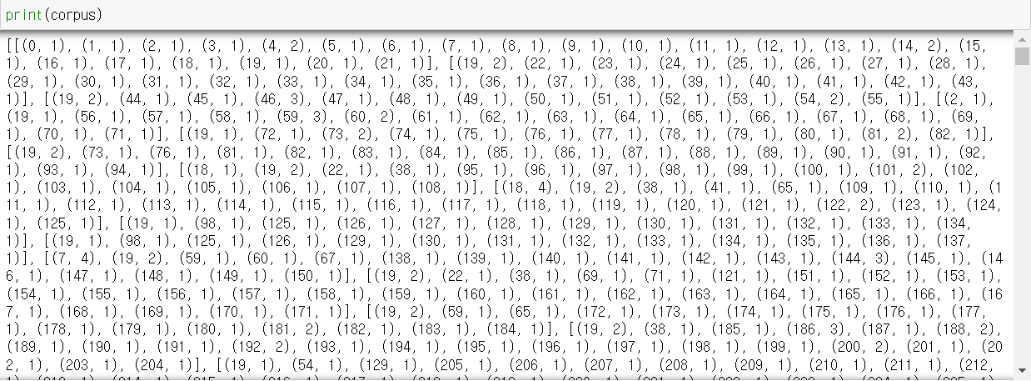 print(corpus)
[[(0, 1), (1, 1), (2, 1), (3, 1), (4, 2), (5, 1), (6, 1), (7, 1), (8, 1), (9, 1), (10, 1), (11, 1), (12, 1), (13, 1), (14, 2), (15,
1), (16, 1), (17, 1), (18, 1), (19, 1), (20, 1), (21, 1)], [(19, 2), (22, 1), (23, 1), (24, 1), (25, 1), (26, 1), (27, 1), (28, 1),
(29, 1), (30, 1), (31, 1), (32, 1), (33, 1), (34, 1), (35, 1), (36, 1), (37, 1), (38, 1), (39, 1), (40, 1), (41, 1), (42, 1), (43,
1)], [(19, 2), (44, 1), (45, 1), (46, 3), (47, 1), (48, 1), (49, 1), (50, 1), (51, 1), (52, 1), (53, 1), (54, 2), (55, 1)], [(2, 1),
(19, 1), (56, 1), (57, 1), (58, 1), (59, 3), (60, 2), (61, 1), (62, 1), (63, 1), (64, 1), (65, 1), (66, 1), (67, 1), (68, 1), (69,
1), (70, 1), (71, 1)], [(19, 1), (72, 1), (73, 2), (74, 1), (75, 1), (76, 1), (77, 1), (78, 1), (79, 1), (80, 1), (81, 2), (82, 1)],
[(19, 2), (73, 1), (76, 1), (81, 1), (82, 1), (83, 1), (84, 1), (85, 1), (86, 1), (87, 1), (88, 1), (89, 1), (90, 1), (91, 1), (92,
1), (93, 1), (94, 1)], [(18, 1), (19, 2), (22, 1), (38, 1), (95, 1), (96, 1), (97, 1), (98, 1), (99, 1), (100, 1), (101, 2), (102,
1), (103, 1), (104, 1), (105, 1), (106, 1), (107, 1), (108, 1)], [(18, 4), (19, 2), (38, 1), (41, 1), (65, 1), (109, 1), (110, 1), (1
11, 1), (112, 1), (113, 1), (114, 1), (115, 1), (116, 1), (117, 1), (118, 1), (119, 1), (120, 1), (121, 1), (122, 2), (123, 1), (124,
1), (125, 1)], [(19, 1), (98, 1), (125, 1), (126, 1), (127, 1), (128, 1), (129, 1), (130, 1), (131, 1), (132, 1), (133, 1), (134,
1)], [(19, 1), (98, 1), (125, 1), (126, 1), (129, 1), (130, 1), (131, 1), (132, 1), (133, 1), (134, 1), (135, 1), (136, 1), (137,
1)], [(7, 4), (19, 2), (59, 1), (60, 1), (67, 1), (138, 1), (139, 1), (140, 1), (141, 1), (142, 1), (143, 1), (144, 3), (145, 1), (14
6, 1), (147, 1), (148, 1), (149, 1), (150, 1)], [(19, 2), (22, 1), (38, 1), (69, 1), (71, 1), (121, 1), (151, 1), (152, 1), (153, 1),
(154, 1), (155, 1), (156, 1), (157, 1), (158, 1), (159, 1), (160, 1), (161, 1), (162, 1), (163, 1), (164, 1), (165, 1), (166, 1), (16
7, 1), (168, 1), (169, 1), (170, 1), (171, 1)], [(19, 2), (59, 1), (65, 1), (172, 1), (173, 1), (174, 1), (175, 1), (176, 1), (177,
1), (178, 1), (179, 1), (180, 1), (181, 2), (182, 1), (183, 1), (184, 1)], [(19, 2), (38, 1), (185, 1), (186, 3), (187, 1), (188, 2),
(189, 1), (190, 1), (191, 1), (192, 2), (193, 1), (194, 1), (195, 1), (196, 1), (197, 1), (198, 1), (199, 1), (200, 2), (201, 1), (20
2, 1), (203, 1), (204, 1)], [(19, 1), (54, 1), (129, 1), (205, 1), (206, 1), (207, 1), (208, 1), (209, 1), (210, 1), (211, 1), (212,